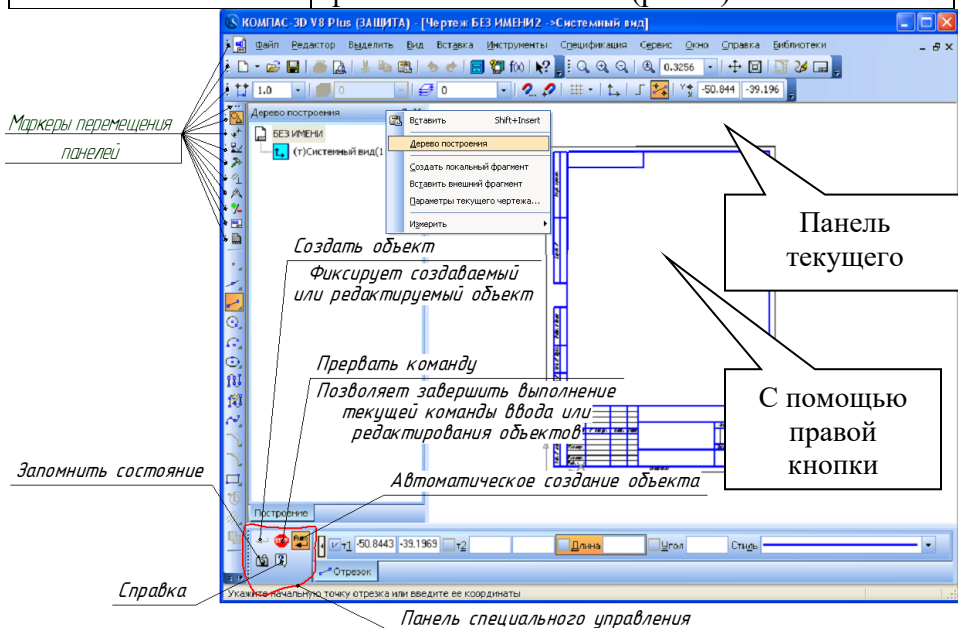 КОМПАС-3D V8 Plus (ЗАЩИТА) - [Чертеж БЕЗ ИМЕНИ2 ->Системный вид]
Файл Редактор Выделить Вид Вставка Инструменты Спецификация Сервис Окно Справка Библиотеки
f(x) 0.3256
1.0 0 0 -50.844 -39.196
Дерево построения
БЕЗ ИМЕНИ
(т)Системный вид(1
Вставить Shift+Insert
Дерево построения
Создать локальный фрагмент
Вставить внешний фрагмент
Параметры текущего чертежа...
Измерить
Маркеры перемещения
панелей
Панель
текущего
Создать объект
Фиксирует создаваемый
или редактируемый объект
Прервать команду
Позволяет завершить выполнение
текущей команды ввода или
редактирования объектов
С помощью
правой
кнопки
Запомнить состояние
Автоматическое создание объекта
Построение
т1 -50.8443 -39.1969 т2 Длина Угол Стиль
Отрезок
Справка
Укажите начальную точку отрезка или введите ее координаты
Панель специального управления